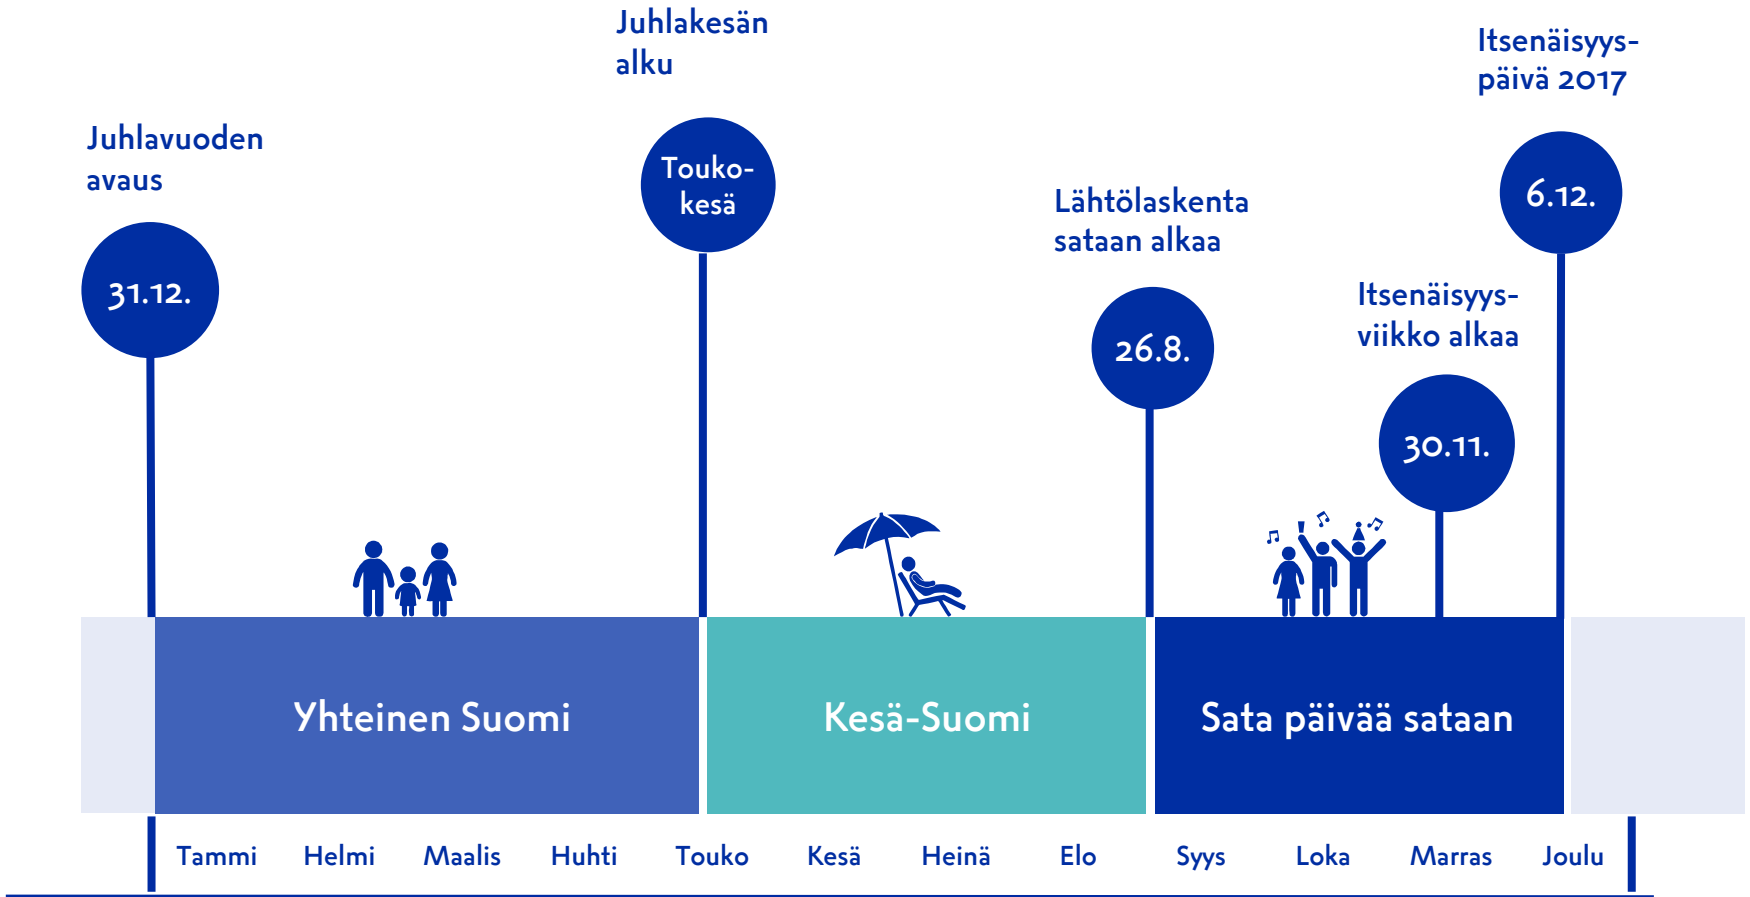 Juhlavuoden
avaus
31.12.
Juhlakesän
alku
Touko-
kesä
Lähtölaskenta
sataan alkaa
26.8.
Itsenäisyys-
viikko alkaa
30.11.
Itsenäisyys-
päivä 2017
6.12.
Yhteinen Suomi
Kesä-Suomi
Sata päivää sataan
Tammi Helmi Maalis Huhti Touko Kesä Heinä Elo Syys Loka Marras Joulu